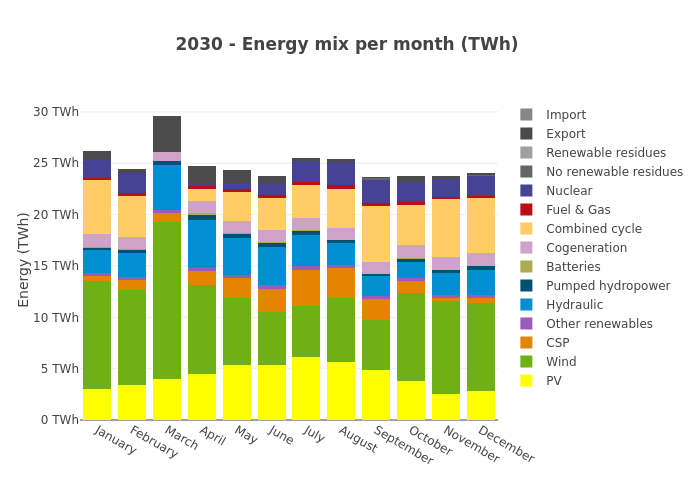 2030 - Energy mix per month (TWh)
30 TWh
25 TWh
20 TWh
15 TWh
10 TWh
5 TWh
0 TWh
Energy (TWh)
January
February
March
April
May
June
July
August
September
October
November
December
Import
Export
Renewable residues
No renewable residues
Nuclear
Fuel & Gas
Combined cycle
Cogeneration
Batteries
Pumped hydropower
Hydraulic
Other renewables
CSP
Wind
PV